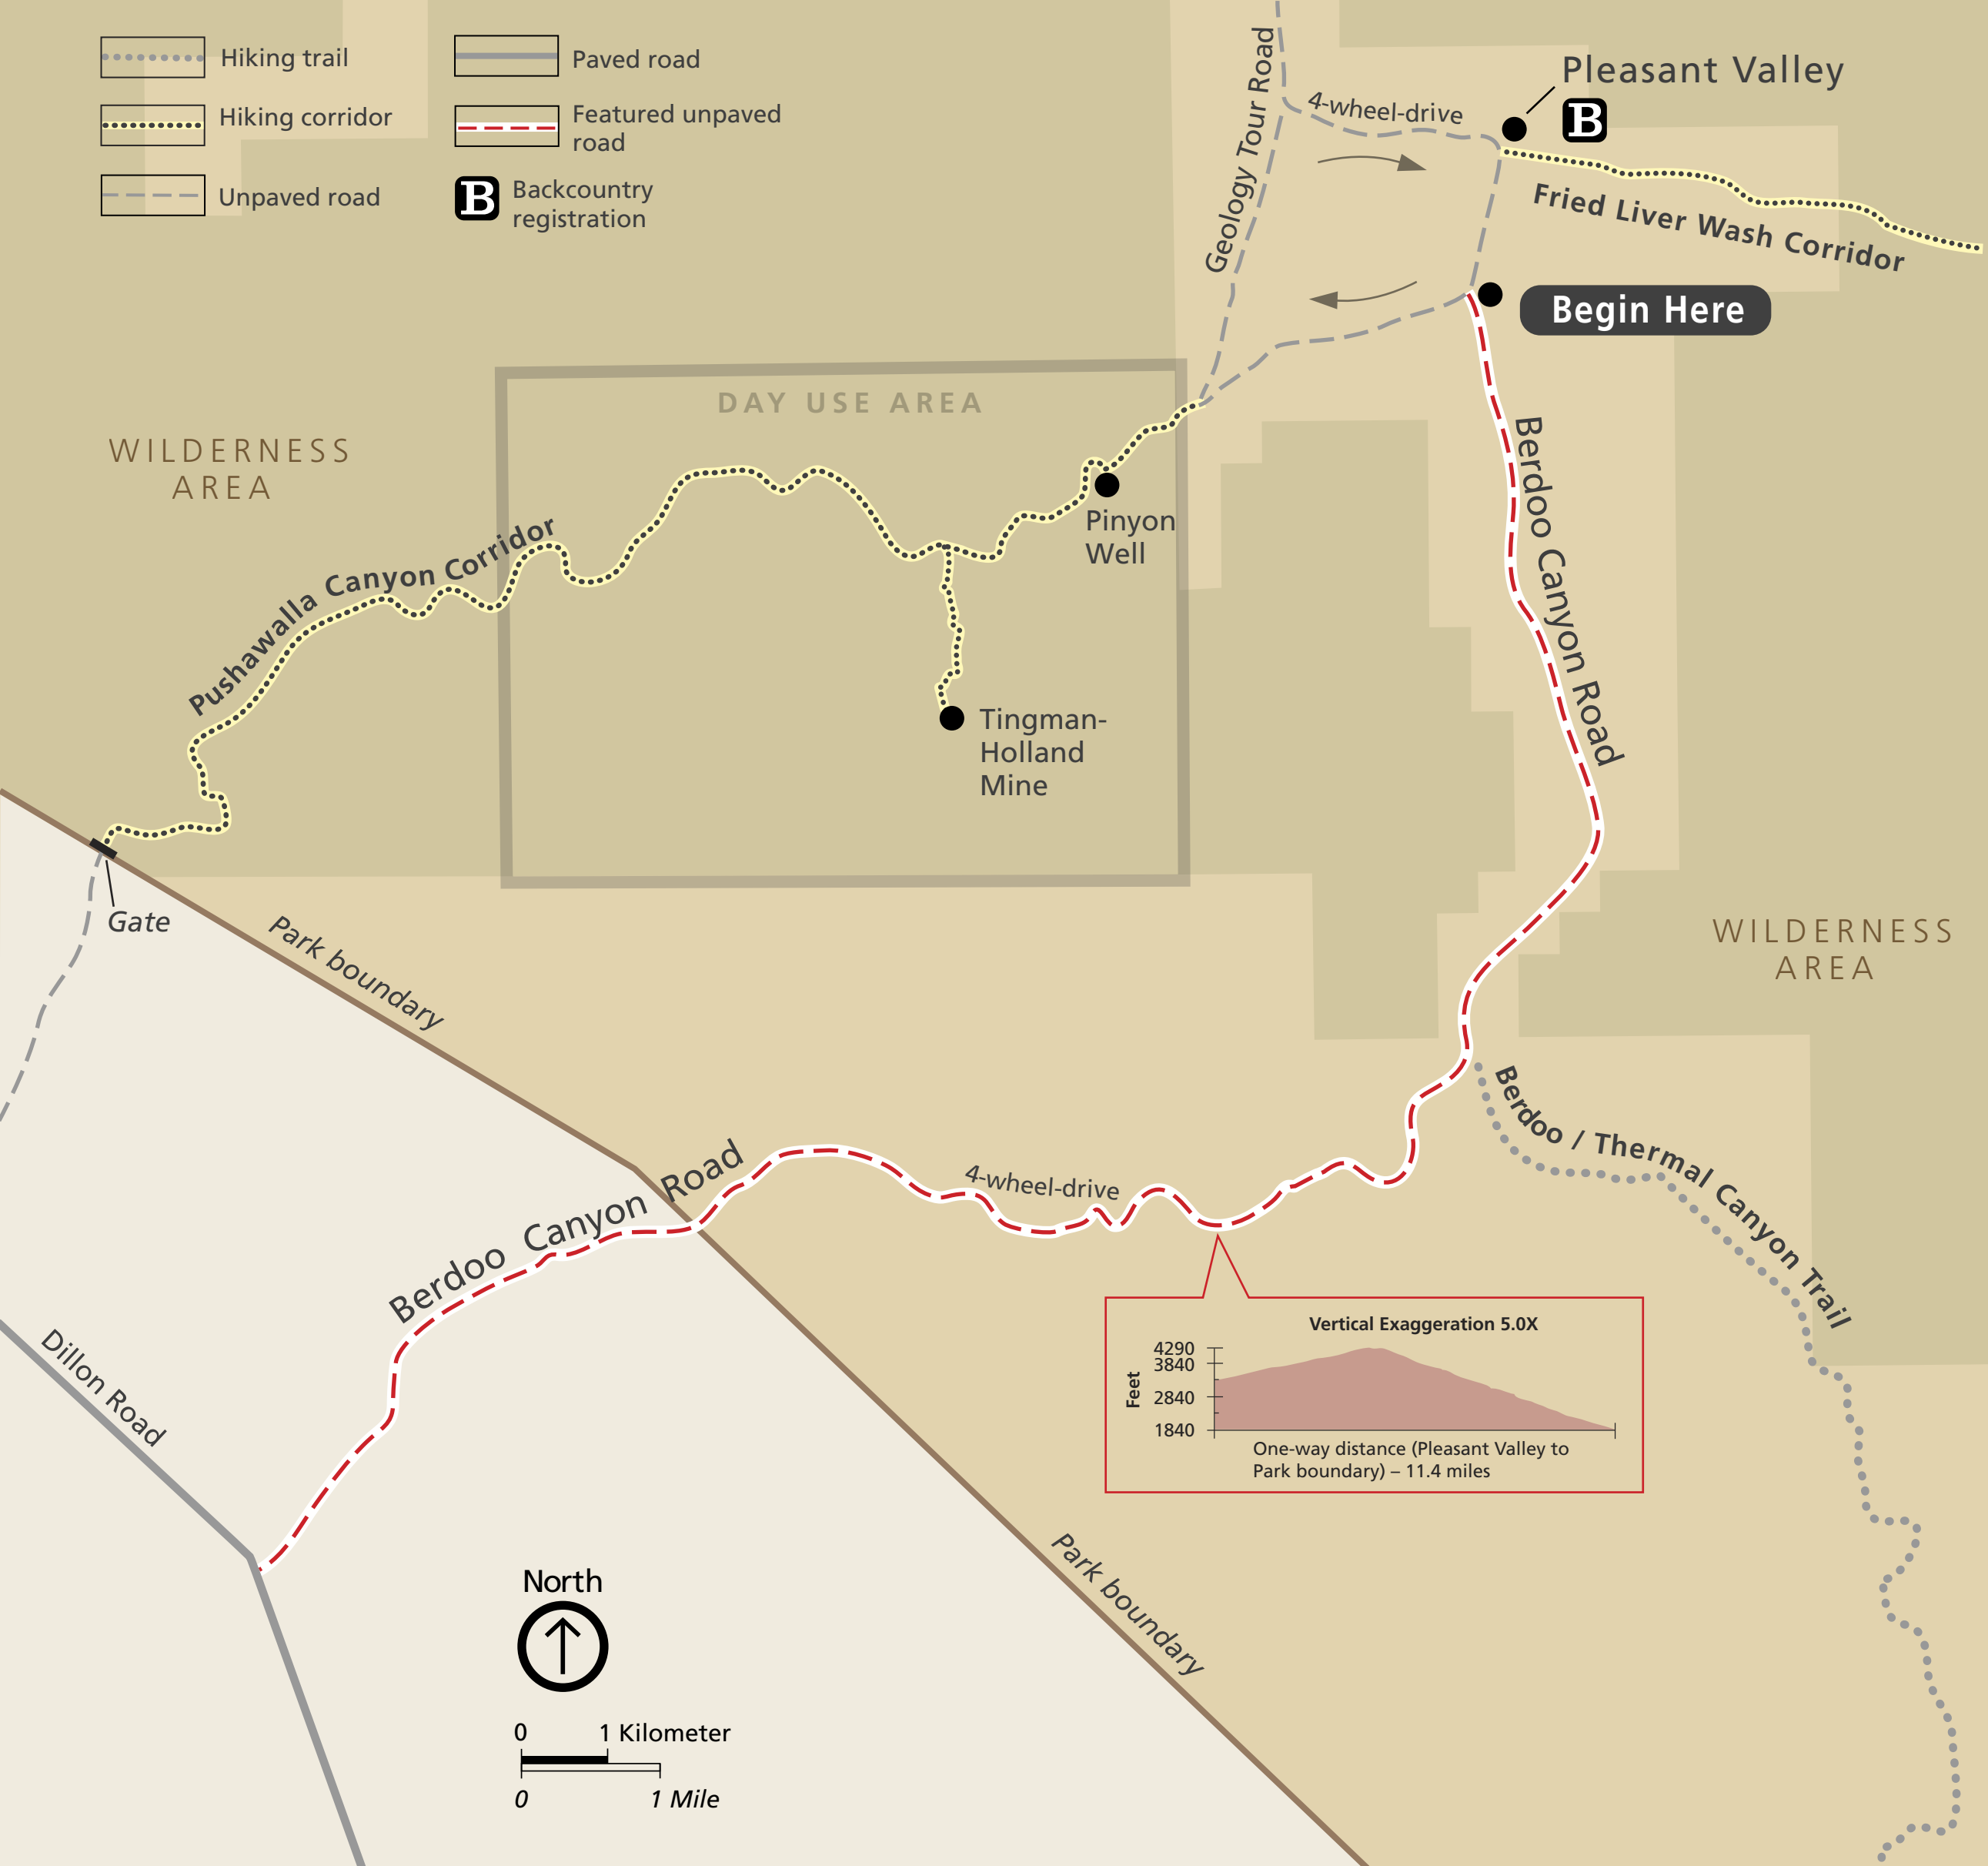 Hiking trail
Hiking corridor
Unpaved road
Paved road
Featured unpaved
road
B
Backcountry
registration
Geology Tour Road
4-wheel-drive
Pleasant Valley
B
Fried Liver Wash Corridor
Begin Here
DAY USE AREA
WILDERNESS
AREA
Pushawalla Canyon Corridor
Pinyon
Well
Tingman-
Holland
Mine
Berdoo Canyon Road
Gate
Park boundary
WILDERNESS
AREA
Berdoo / Thermal Canyon Trail
4-wheel-drive
Berdoo Canyon Road
Dillon Road
Vertical Exaggeration 5.0X
Feet
4290
3840
2840
1840
One-way distance (Pleasant Valley to
Park boundary) – 11.4 miles
Park boundary
North
0 1 Kilometer
0 1 Mile